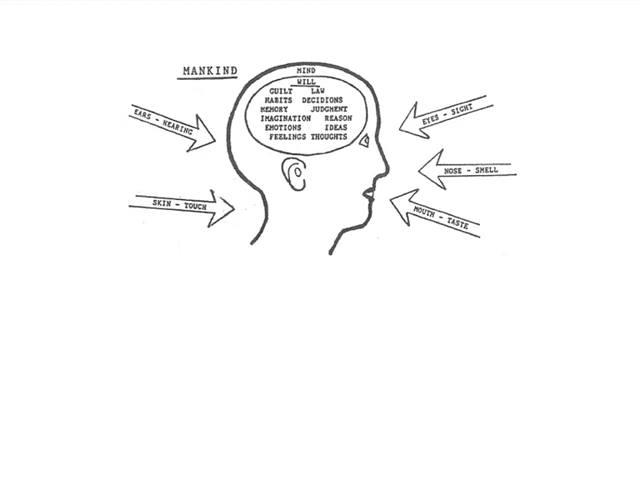 MANKIND
MIND
WILL
GUILT LAW
HABITS DECIDIONS
MEMORY JUDGMENT
IMAGINATION REASON
EMOTIONS IDEAS
FEELINGS THOUGHTS
EARS - HEARING
EYES - SIGHT
NOSE - SMELL
SKIN - TOUCH
MOUTH - TASTE